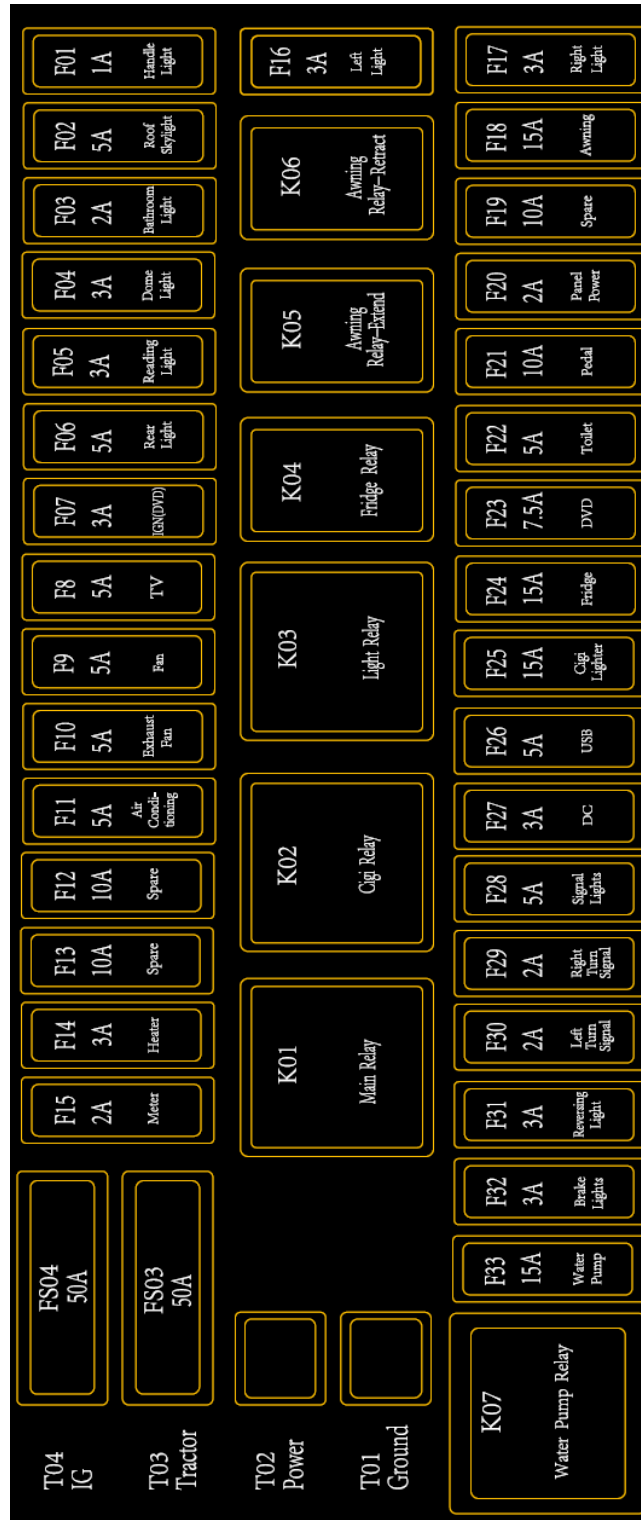 F01
1A
Handle
Light
F02
5A
Roof
Skylight
F03
2A
Bathroom
Light
F04
3A
Dome
Light
F05
3A
Reading
Light
F06
5A
Rear
Light
F07
3A
IGN(DVD)
F8
5A
TV
F9
5A
Fan
F10
5A
Exhaust
Fan
F11
5A
Air
Condi-
tioning
F12
10A
Spare
F13
10A
Spare
F14
3A
Heater
F15
2A
Meter
FS04
50A
FS03
50A
T04
IG
T03
Tractor
F16
3A
Left
Light
K06
Awning
Relay-Retract
K05
Awning
Relay-Extend
K04
Fridge Relay
K03
Light Relay
K02
Cigi Relay
K01
Main Relay
T02
Power
T01
Ground
F17
3A
Right
Light
F18
15A
Awning
F19
10A
Spare
F20
2A
Panel
Power
F21
10A
Pedal
F22
5A
Toilet
F23
7.5A
DVD
F24
15A
Fridge
F25
15A
Cigi
Lighter
F26
5A
USB
F27
3A
DC
F28
5A
Signal
Lights
F29
2A
Right
Turn
Signal
F30
2A
Left
Turn
Signal
F31
3A
Reversing
Light
F32
3A
Brake
Lights
F33
15A
Water
Pump
K07
Water Pump Relay